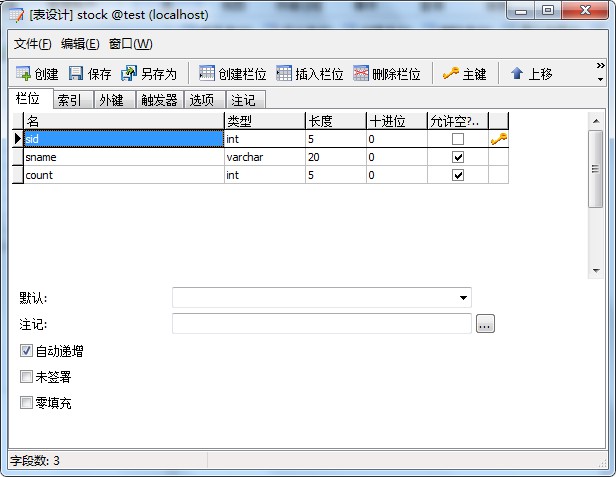 [表设计] stock @test (localhost)
文件(F) 编辑(E) 窗口(W)
创建 保存 另存为 创建栏位 插入栏位 删除栏位 主键 上移 »
栏位 索引 外键 触发器 选项 注记
名 类型 长度 十进位 允许空?..
sid int 5 0
sname varchar 20 0
count int 5 0
默认:
注记: ...
自动递增
未签署
零填充
字段数: 3